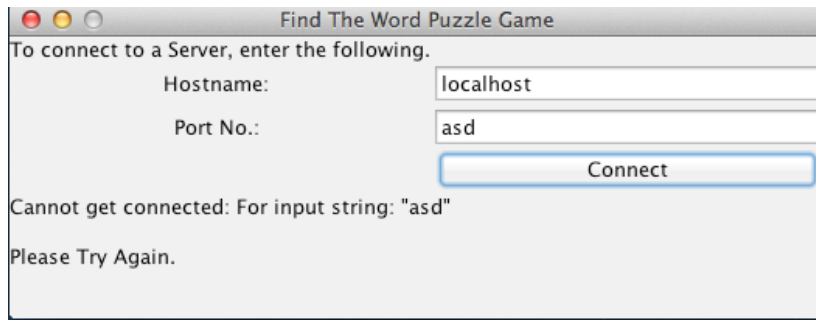 Find The Word Puzzle Game
To connect to a Server, enter the following.
Hostname: localhost
Port No.: asd
Connect
Cannot get connected: For input string: "asd"
Please Try Again.